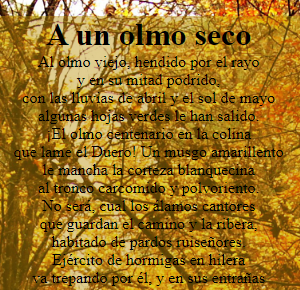 A un olmo seco
Al olmo viejo, hendido por el rayo
y en su mitad podrido,
con las lluvias de abril y el sol de mayo
algunas hojas verdes le han salido.
¡El olmo centenario en la colina
que lame el Duero! Un musgo amarillento
le mancha la corteza blanquecina
al tronco carcomido y polvoriento.
No será, cual los álamos cantores
que guardan el camino y la ribera,
habitado de pardos ruiseñores.
Ejército de hormigas en hilera
va trepando por él, y en sus entrañas